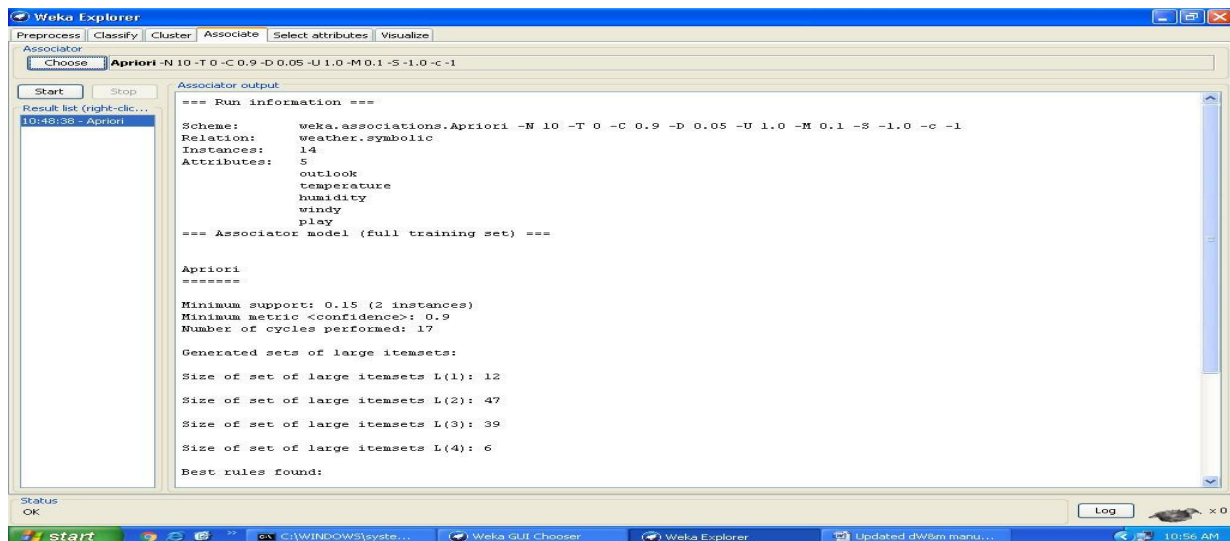 Weka Explorer
Preprocess Classify Cluster Associate Select attributes Visualize
Associator
Choose Apriori -N 10 -T 0 -C 0.9 -D 0.05 -U 1.0 -M 0.1 -S -1.0 -c -1
Start Stop
Result list (right-clic...
10:48:38 - Apriori
Associator output
=== Run information ===
Scheme: weka.associations.Apriori -N 10 -T 0 -C 0.9 -D 0.05 -U 1.0 -M 0.1 -S -1.0 -c -1
Relation: weather.symbolic
Instances: 14
Attributes: 5
outlook
temperature
humidity
windy
play
=== Associator model (full training set) ===
Apriori
=======
Minimum support: 0.15 (2 instances)
Minimum metric <confidence>: 0.9
Number of cycles performed: 17
Generated sets of large itemsets:
Size of set of large itemsets L(1): 12
Size of set of large itemsets L(2): 47
Size of set of large itemsets L(3): 39
Size of set of large itemsets L(4): 6
Best rules found:
Status
OK
Log x 0
start C:\WINDOWS\syste... Weka GUI Chooser Weka Explorer Updated dW&m manu... 10:56 AM